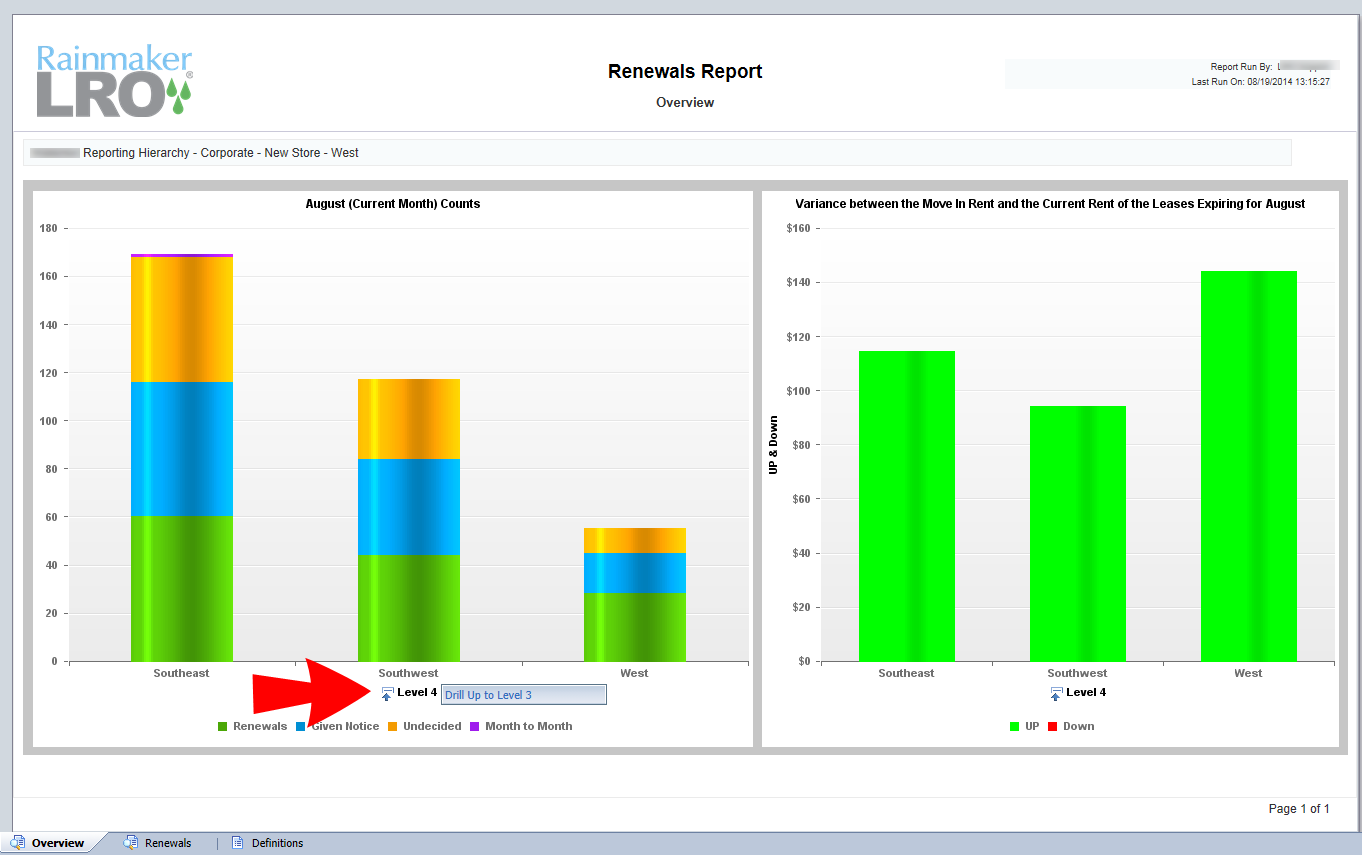 Rainmaker
LRO®
Renewals Report
Overview
Report Run By:
Last Run On: 08/19/2014 13:15:27
Reporting Hierarchy - Corporate - New Store - West
August (Current Month) Counts
180
160
140
120
100
80
60
40
20
0
Southeast
Southwest
West
Level 4
Drill Up to Level 3
Renewals
Given Notice
Undecided
Month to Month
Variance between the Move In Rent and the Current Rent of the Leases Expiring for August
UP & Down
$160
$140
$120
$100
$80
$60
$40
$20
$0
Southeast
Southwest
West
Level 4
UP
Down
Page 1 of 1
Overview
Renewals
Definitions